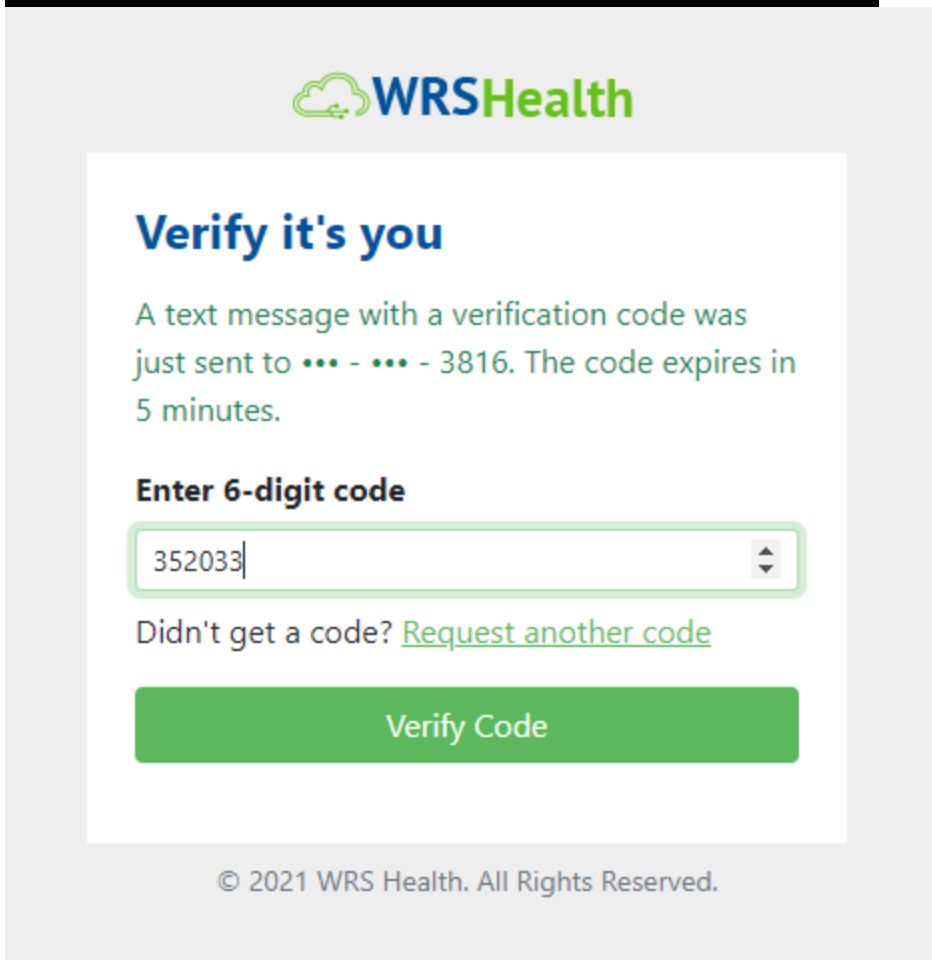 WRSHealth
Verify it's you
A text message with a verification code was
just sent to ••• - ••• - 3816. The code expires in
5 minutes.
Enter 6-digit code
352033
Didn't get a code? Request another code
Verify Code
© 2021 WRS Health. All Rights Reserved.